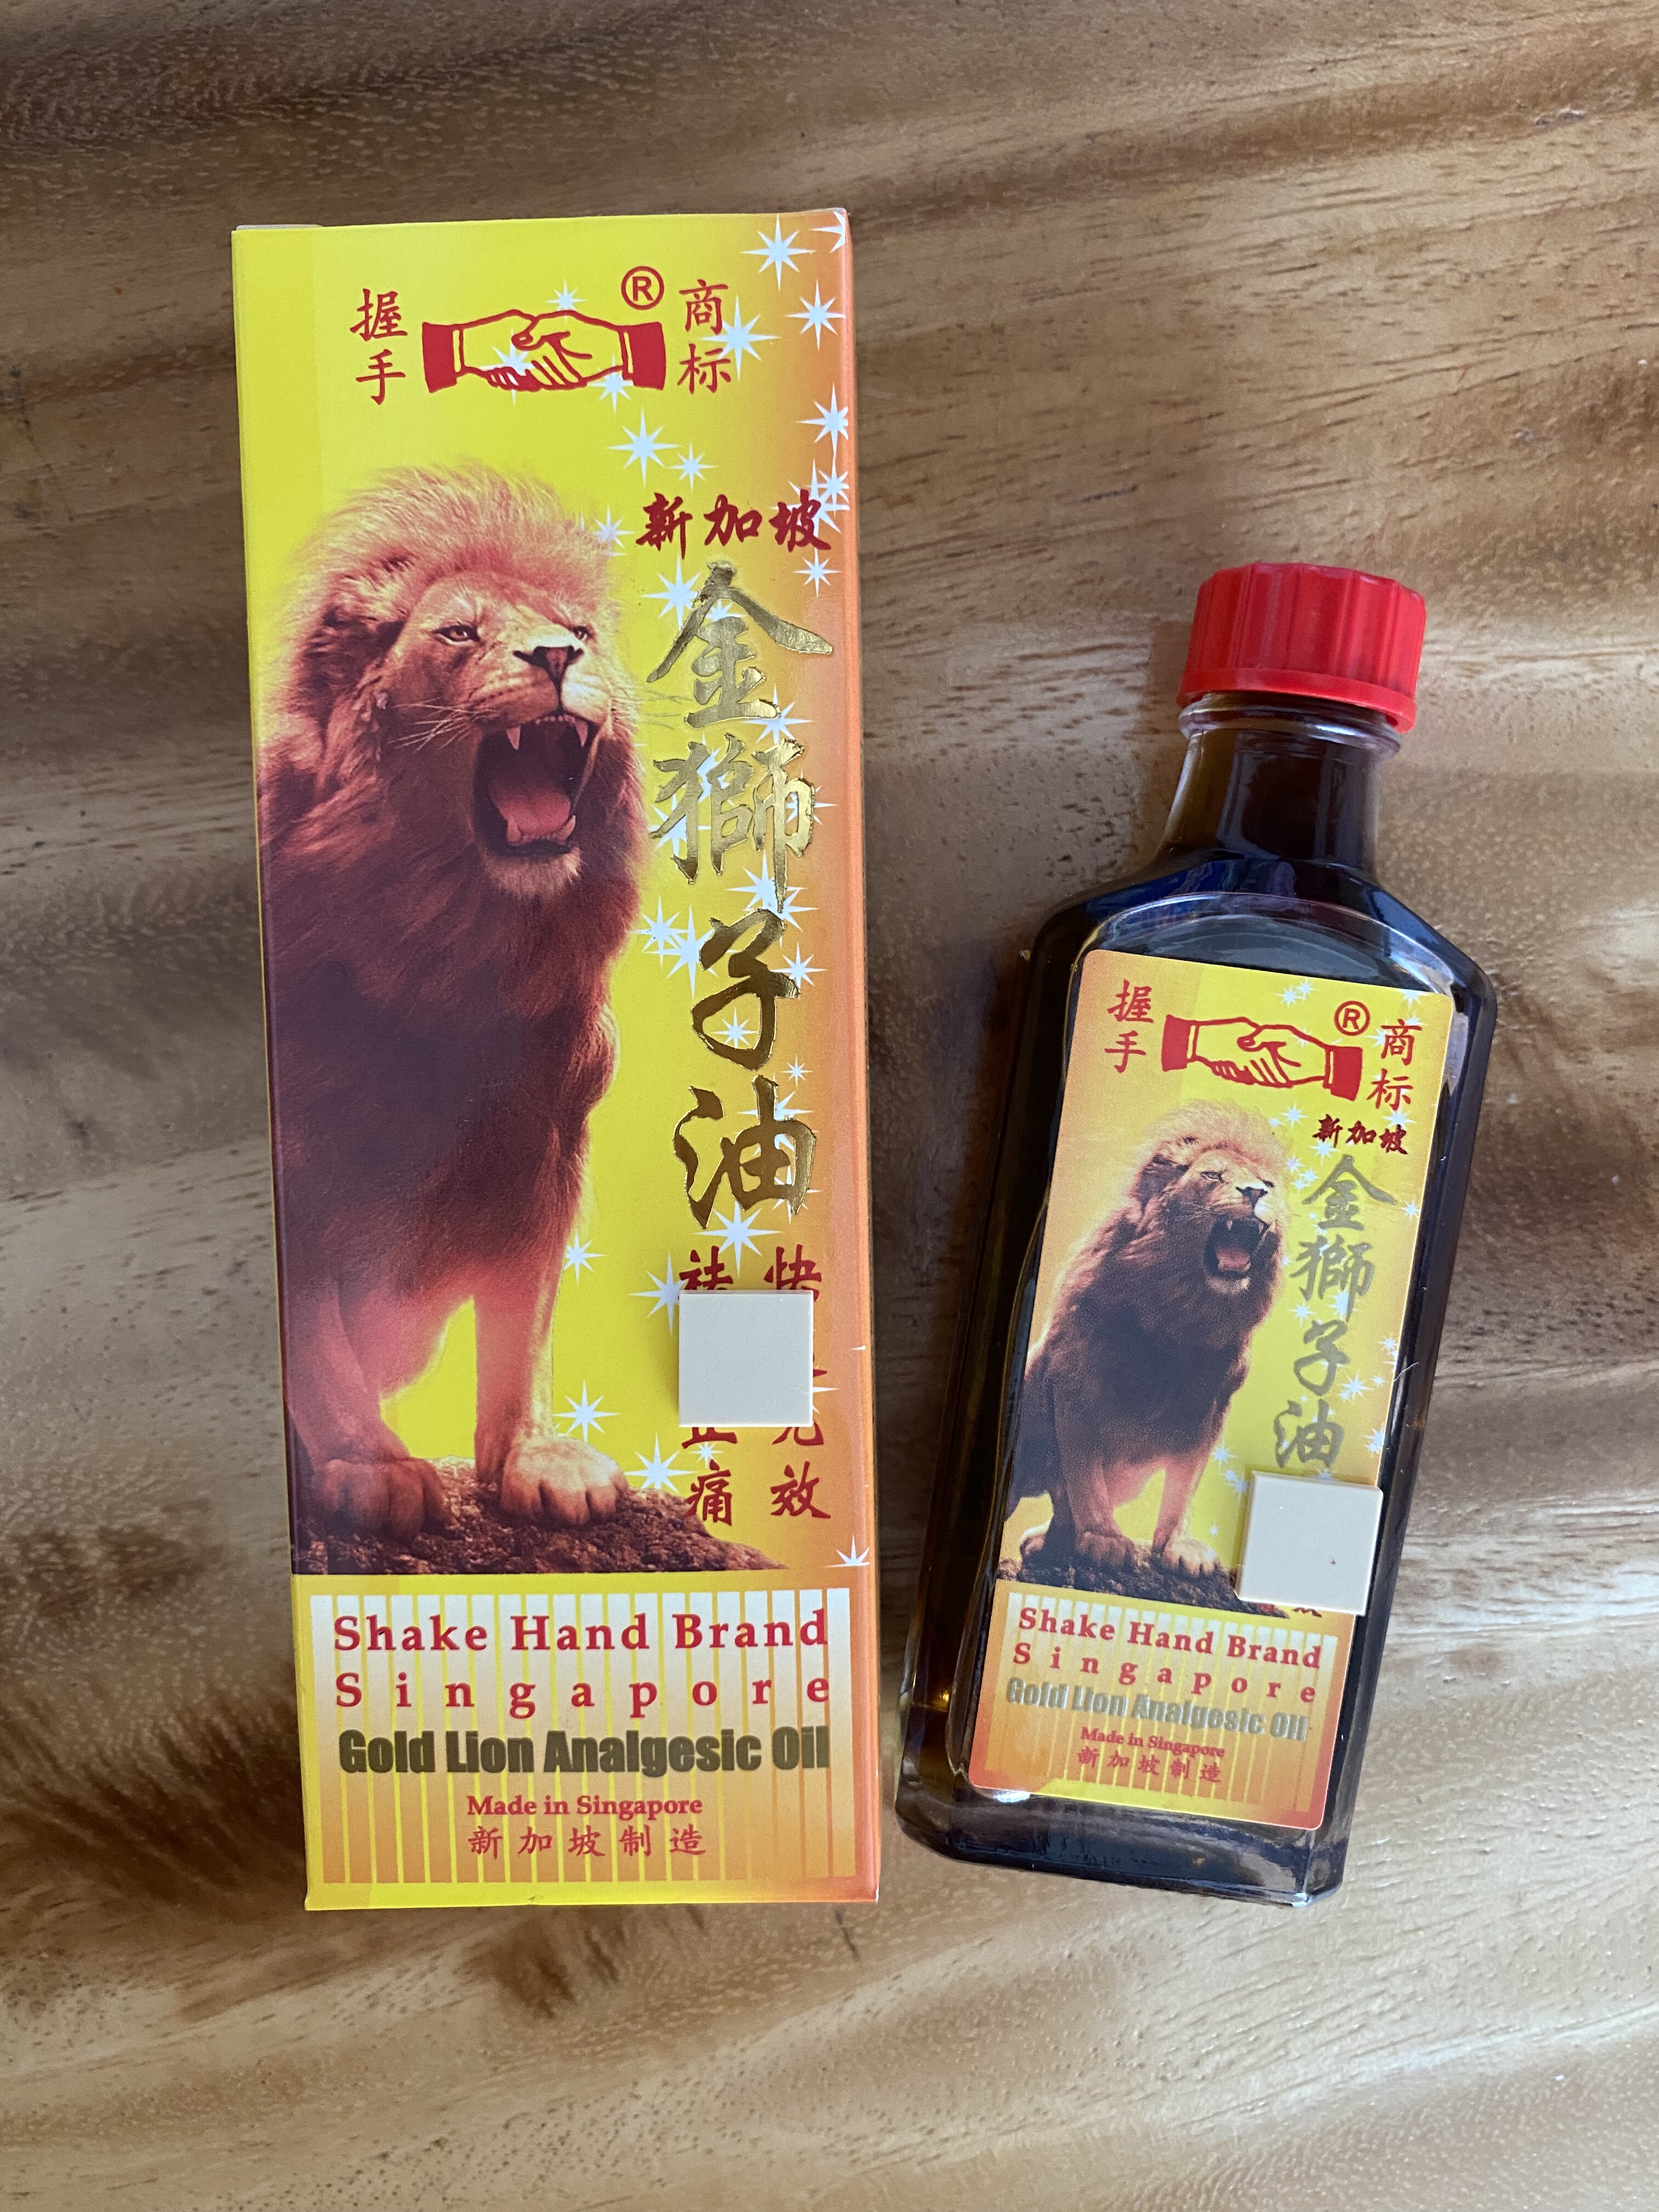 握手
®
商标
新加坡
金獅子油
快
效
祛
止痛
Shake Hand Brand
Singapore
Gold Lion Analgesic Oil
Made in Singapore
新加坡制造
握手
®
商标
新加坡
金獅子油
Shake Hand Brand
Singapore
Gold Lion Analgesic Oil
Made in Singapore
新加坡制造